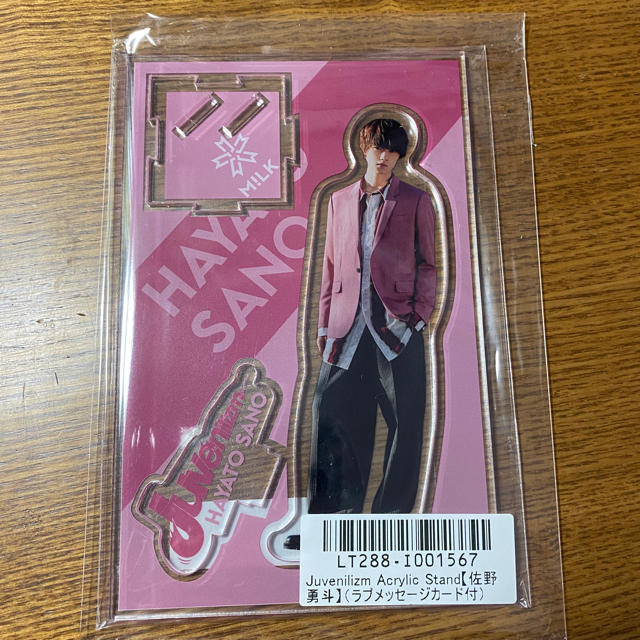 M!LK
HAYATO
SANO
JUVENILIZM
HAYATO SANO
LT288-I001567
Juvenilizm Acrylic Stand【佐野
勇斗】(ラブメッセージカード付)